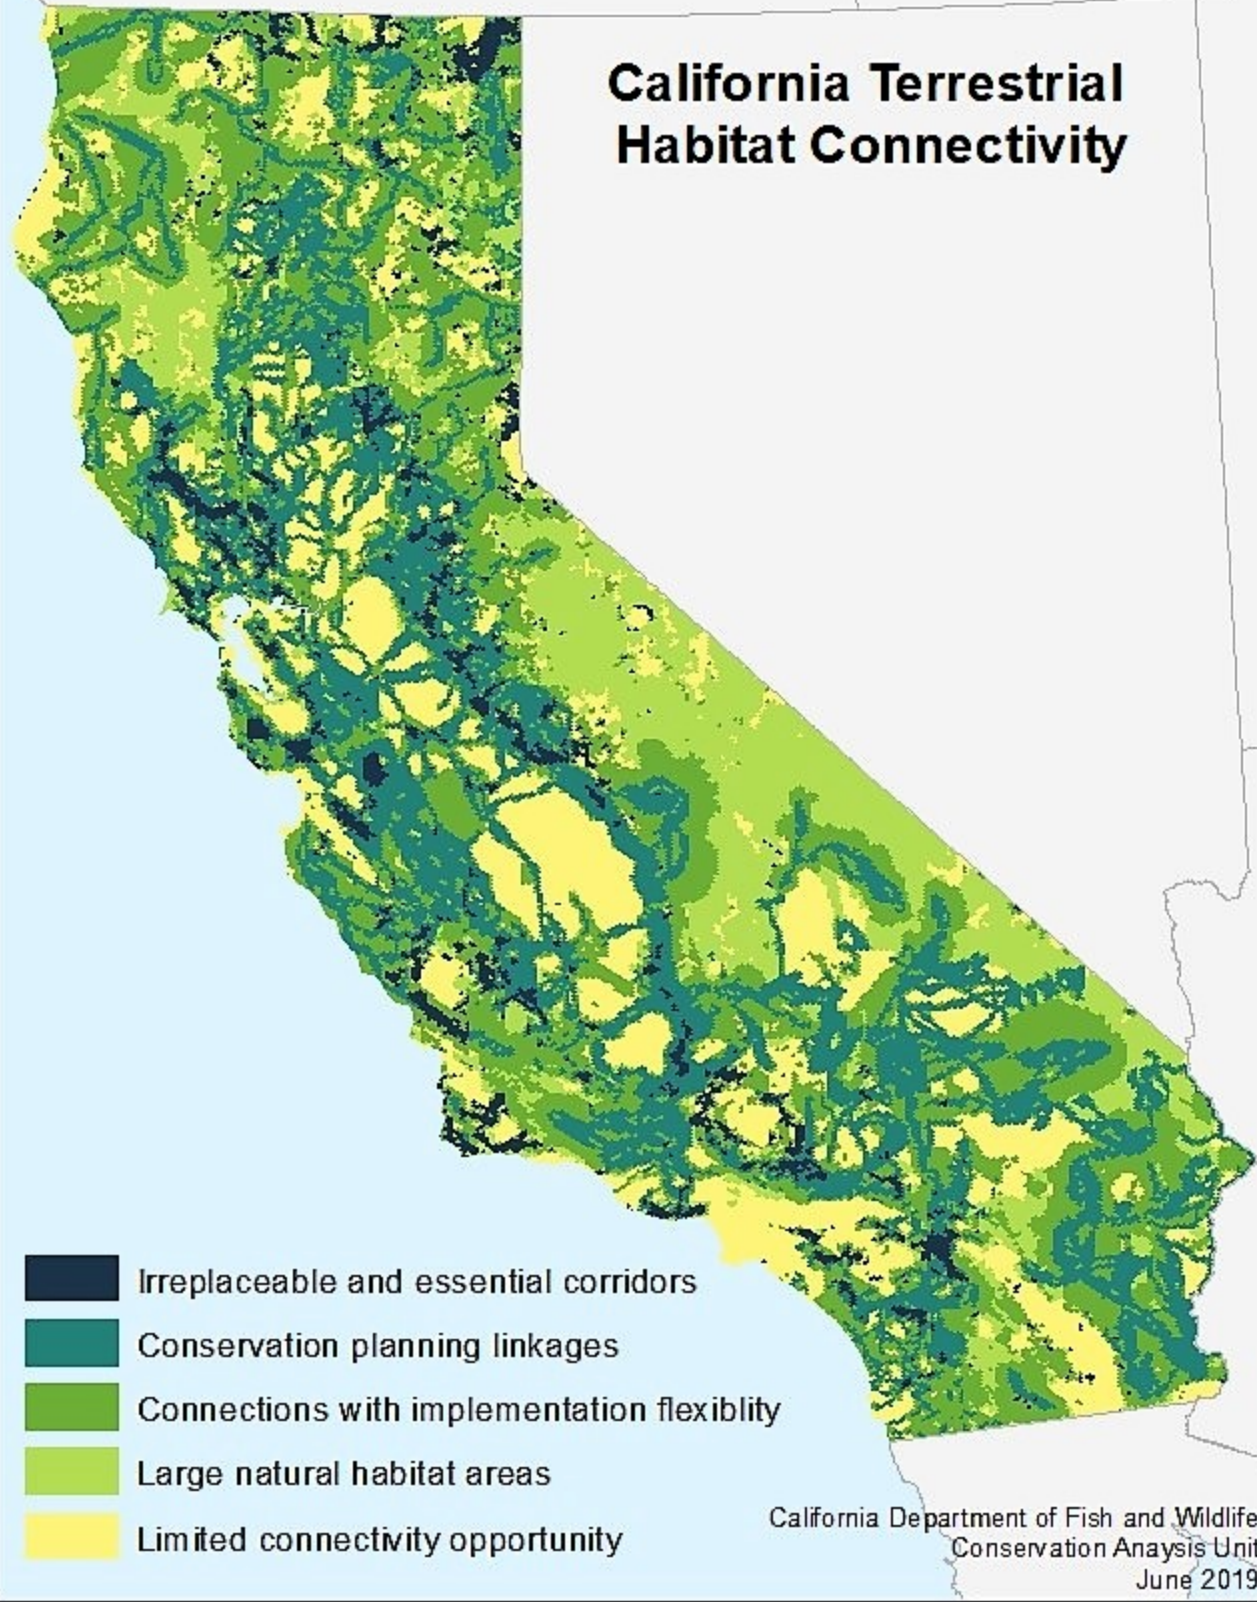 California Terrestrial
Habitat Connectivity
Irreplaceable and essential corridors
Conservation planning linkages
Connections with implementation flexiblity
Large natural habitat areas
Limited connectivity opportunity
California Department of Fish and Wildlife
Conservation Anaysis Unit
June 2019